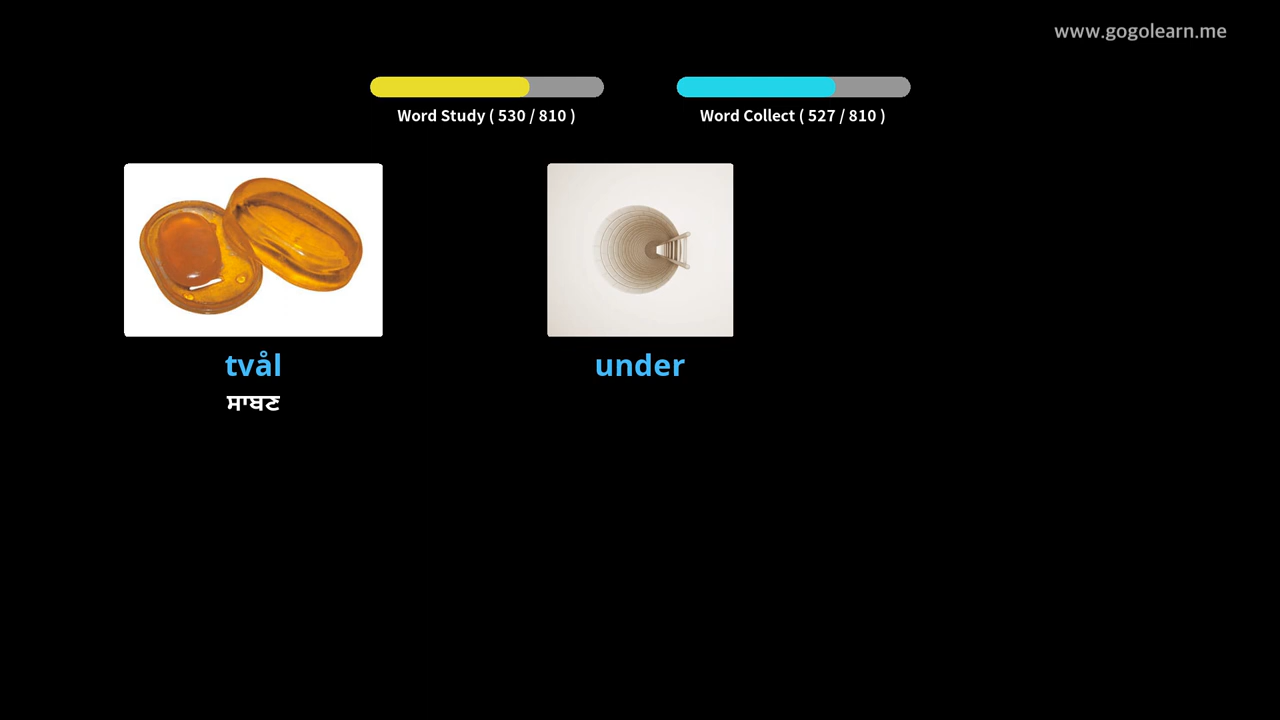 www.gogolearn.me
Word Study ( 530 / 810 )
Word Collect ( 527 / 810 )
tvål
under
ਸਾਬਣ